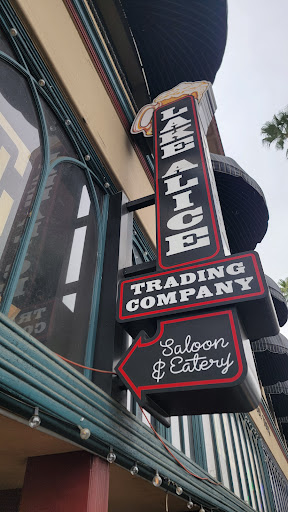 LAKE ALICE
TRADING
COMPANY
Saloon
& Eatery